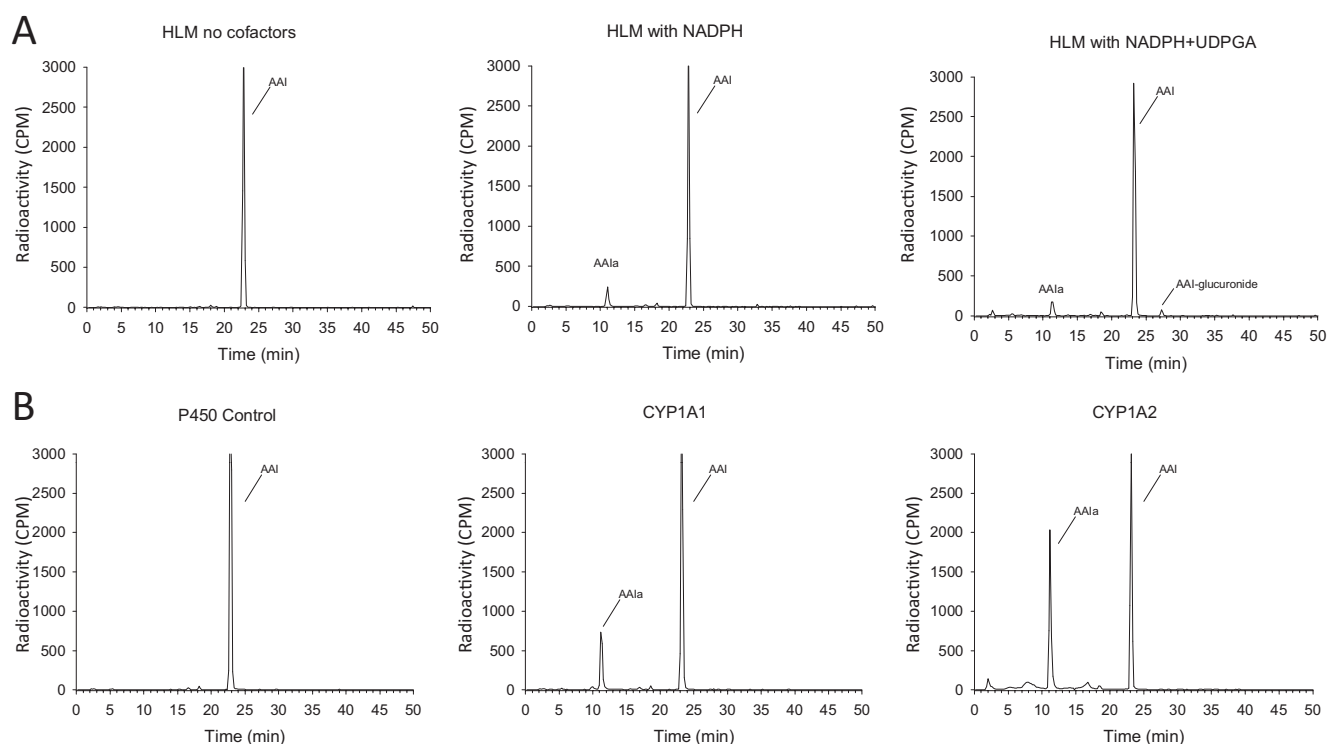 A
HLM no cofactors
Radioactivity (CPM)
3000
2500
2000
1500
1000
500
0
AAI
0 5 10 15 20 25 30 35 40 45 50
Time (min)
HLM with NADPH
Radioactivity (CPM)
3000
2500
2000
1500
1000
500
0
AAIa
AAI
0 5 10 15 20 25 30 35 40 45 50
Time (min)
HLM with NADPH+UDPGA
Radioactivity (CPM)
3000
2500
2000
1500
1000
500
0
AAIa
AAI
AAI-glucuronide
0 5 10 15 20 25 30 35 40 45 50
Time (min)
B
P450 Control
Radioactivity (CPM)
3000
2500
2000
1500
1000
500
0
AAI
0 5 10 15 20 25 30 35 40 45 50
Time (min)
CYP1A1
Radioactivity (CPM)
3000
2500
2000
1500
1000
500
0
AAIa
AAI
0 5 10 15 20 25 30 35 40 45 50
Time (min)
CYP1A2
Radioactivity (CPM)
3000
2500
2000
1500
1000
500
0
AAIa
AAI
0 5 10 15 20 25 30 35 40 45 50
Time (min)